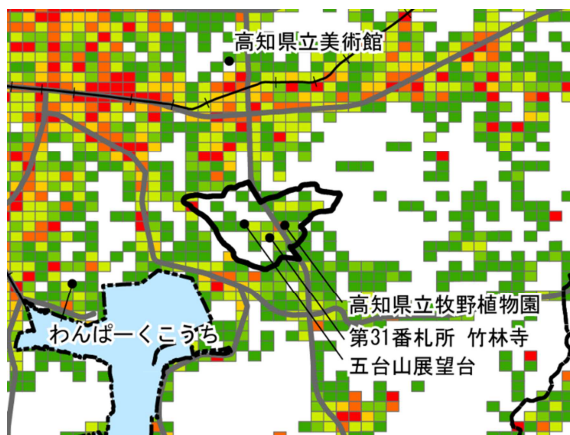 高知県立美術館
高知県立牧野植物園
わんぱーくこうち
第31番札所 竹林寺
五台山展望台